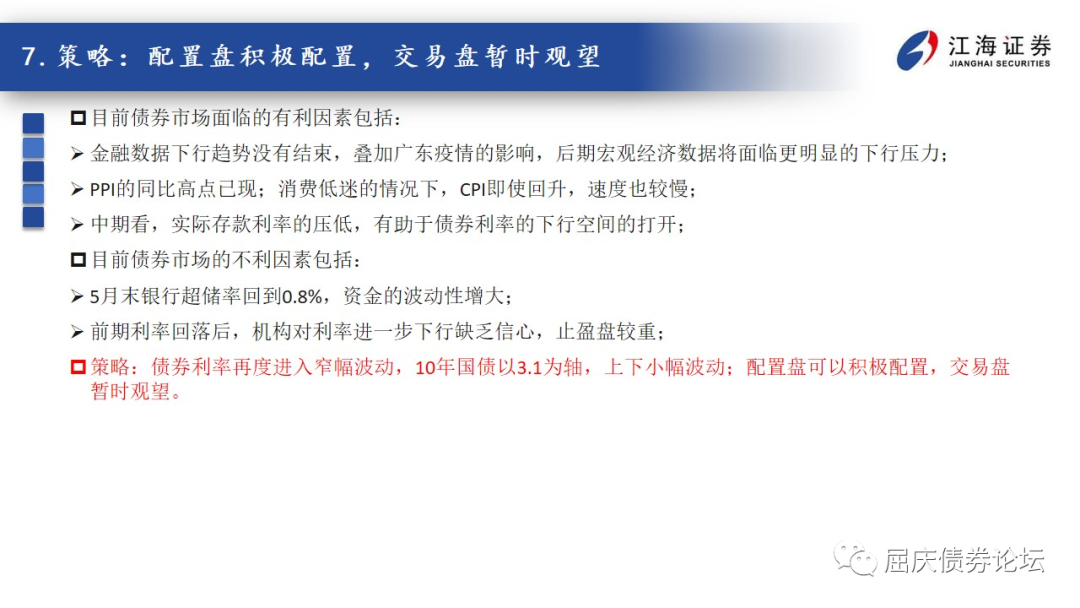 7. 策略：配置盘积极配置，交易盘暂时观望
江海证券
JIANGHAI SECURITIES
目前债券市场面临的有利因素包括：
金融数据下行趋势没有结束，叠加广东疫情的影响，后期宏观经济数据将面临更明显的下行压力；
PPI的同比高点已现；消费低迷的情况下，CPI即使回升，速度也较慢；
中期看，实际存款利率的压低，有助于债券利率的下行空间的打开；
目前债券市场的不利因素包括：
5月末银行超储率回到0.8%，资金的波动性增大；
前期利率回落后，机构对利率进一步下行缺乏信心，止盈盘较重；
策略：债券利率再度进入窄幅波动，10年国债以3.1为轴，上下小幅波动；配置盘可以积极配置，交易盘
暂时观望。
屈庆债券论坛